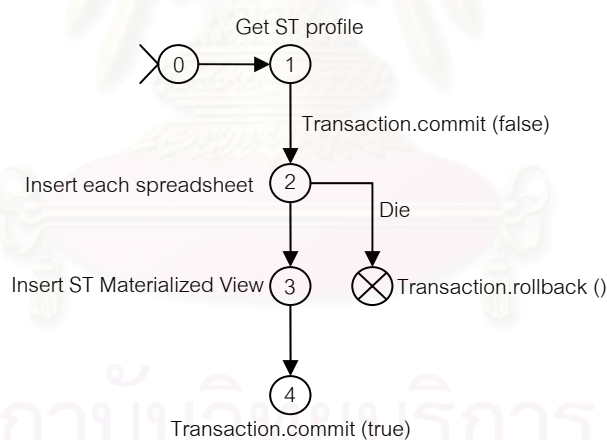 Get ST profile
0
1
Transaction.commit (false)
Insert each spreadsheet
2
Die
Insert ST Materialized View
3
Transaction.rollback ()
4
Transaction.commit (true)